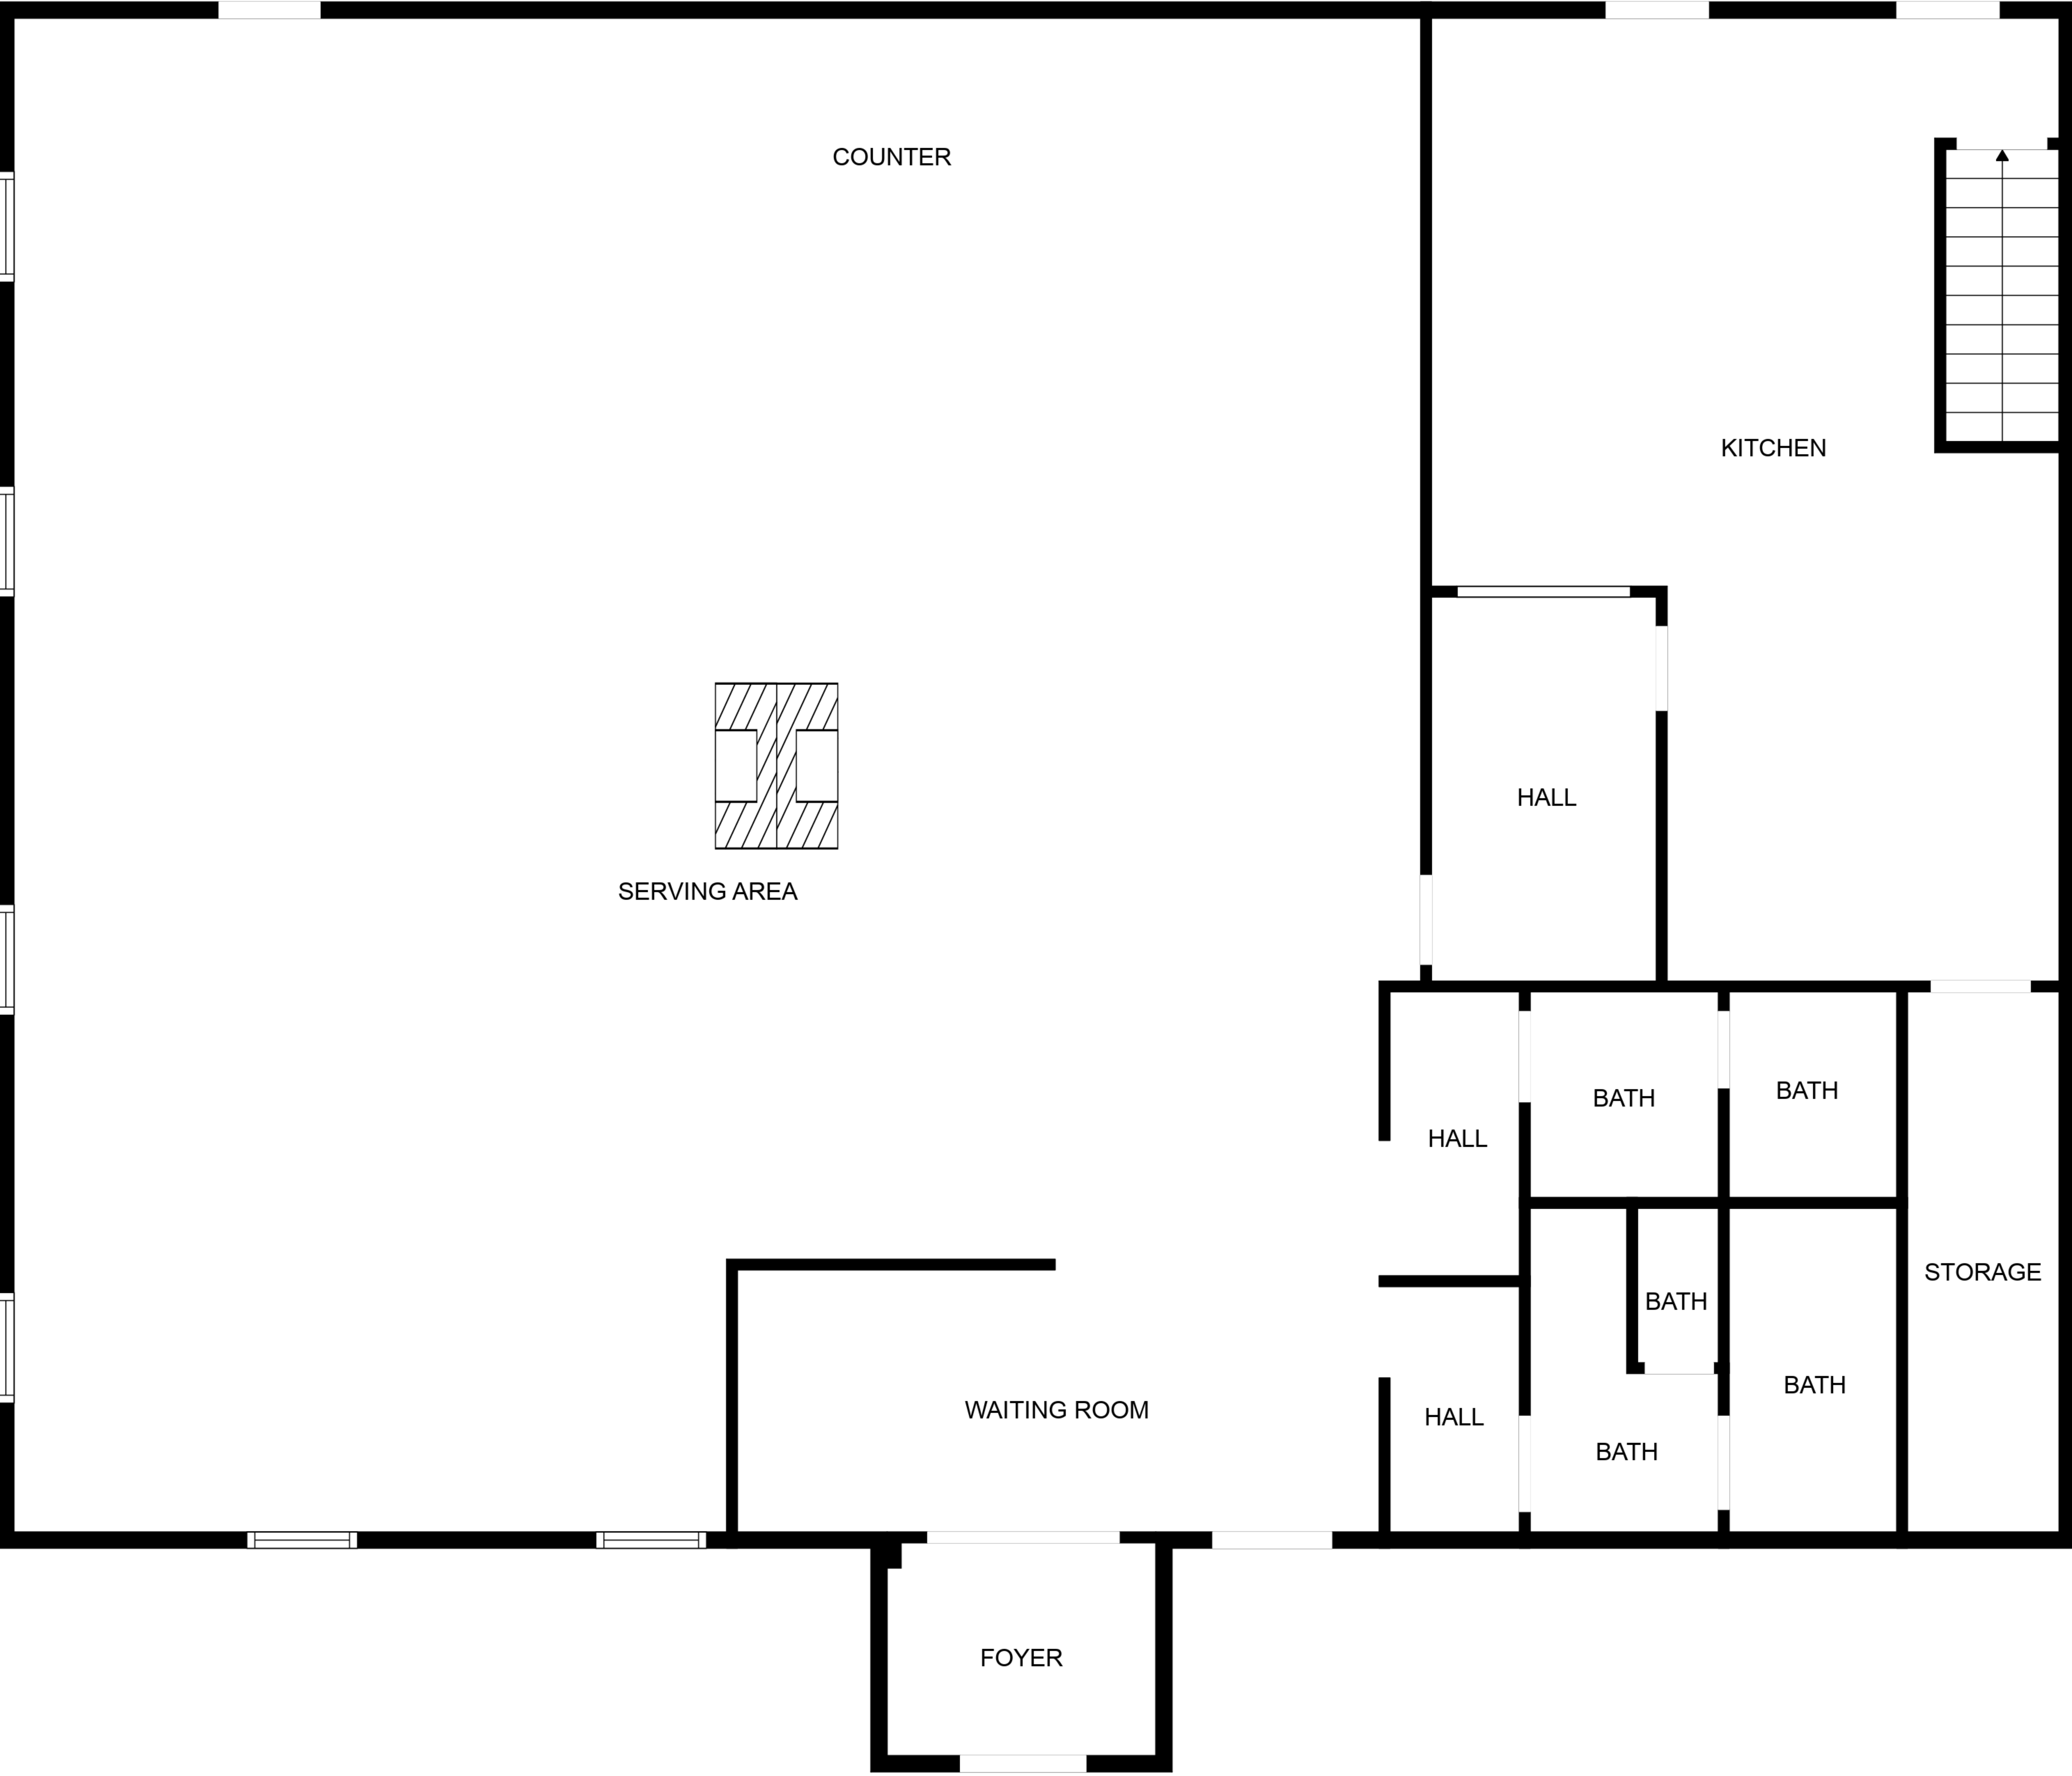 COUNTER
KITCHEN
HALL
SERVING AREA
BATH
BATH
HALL
STORAGE
BATH
BATH
WAITING ROOM
HALL
BATH
FOYER